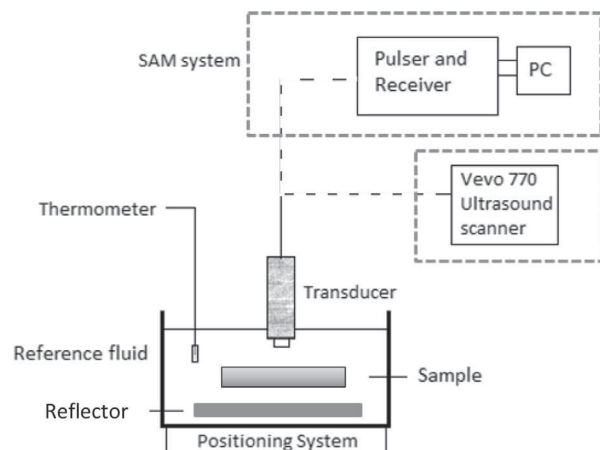 SAM system
Pulser and
Receiver
PC
Vevo 770
Ultrasound
scanner
Thermometer
Transducer
Reference fluid
Sample
Reflector
Positioning System